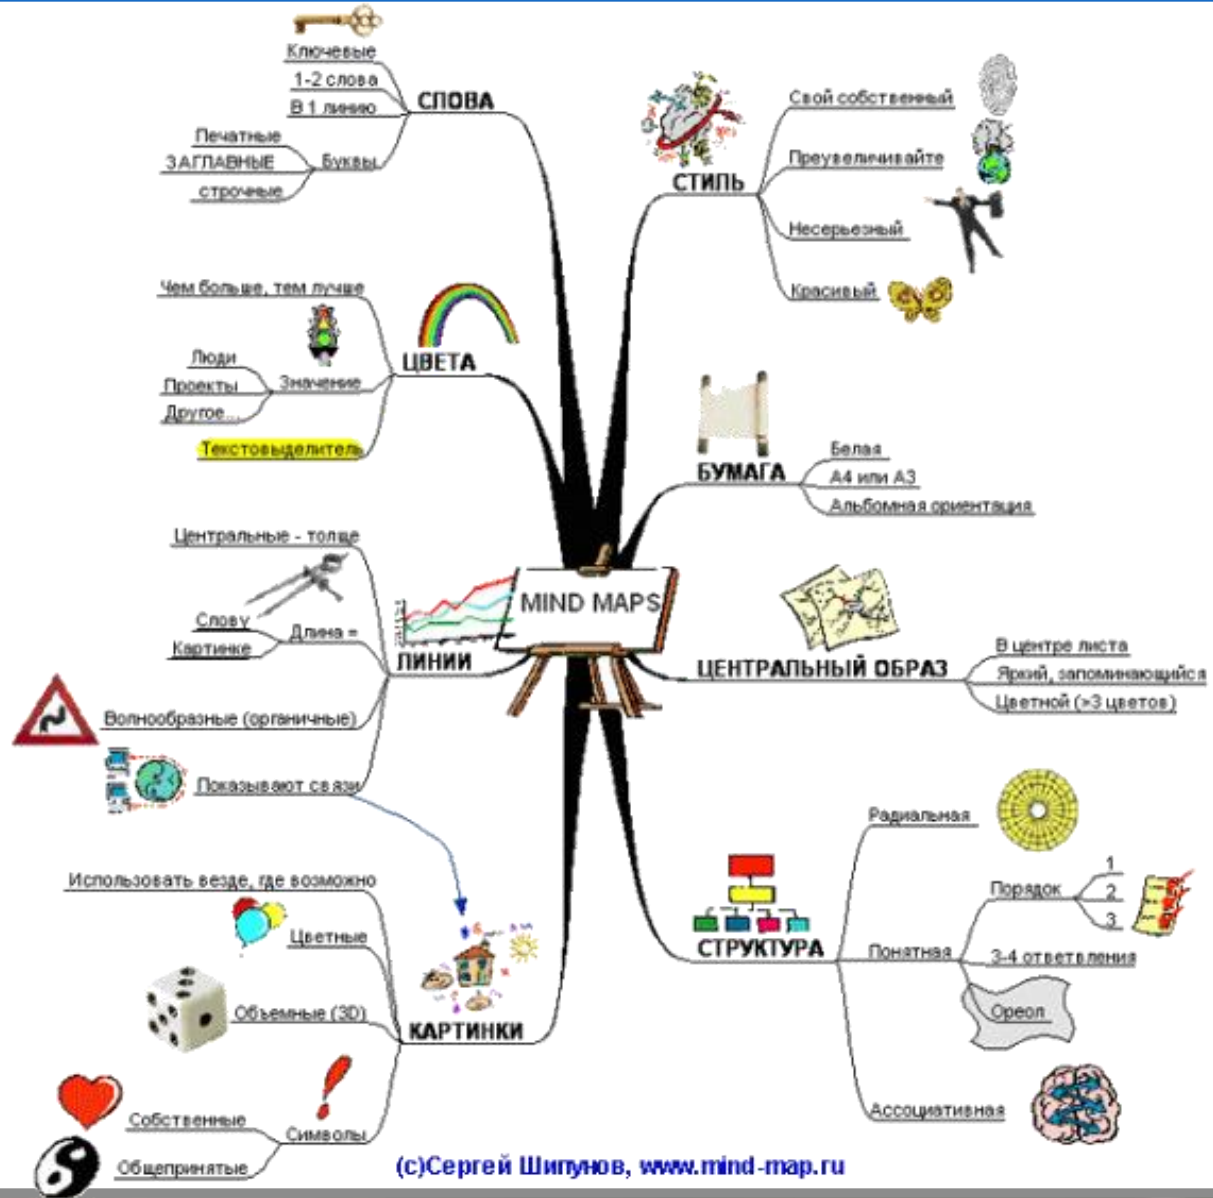 Ключевые
1-2 слова
В 1 линию
Печатные
ЗАГЛАВНЫЕ
строчные
Буквы
СЛОВА
Чем больше, тем лучше
Люди
Проекты
Другое...
Значение
Текстовыделитель
ЦВЕТА
Центральные - толще
Слову
Картинке
Длина =
Волнообразные (органичные)
Показывают связи
ЛИНИИ
Использовать везде, где возможно
Цветные
Объемные (3D)
Собственные
Общепринятые
Символы
КАРТИНКИ
MIND MAPS
СТИЛЬ
Свой собственный
Преувеличивайте
Несерьезный
Красивый
БУМАГА
Белая
А4 или А3
Альбомная ориентация
ЦЕНТРАЛЬНЫЙ ОБРАЗ
В центре листа
Яркий, запоминающийся
Цветной (>3 цветов)
СТРУКТУРА
Радиальная
Понятная
Порядок
1
2
3
3-4 ответвления
Ореол
Ассоциативная
(с)Сергей Шипунов, www.mind-map.ru